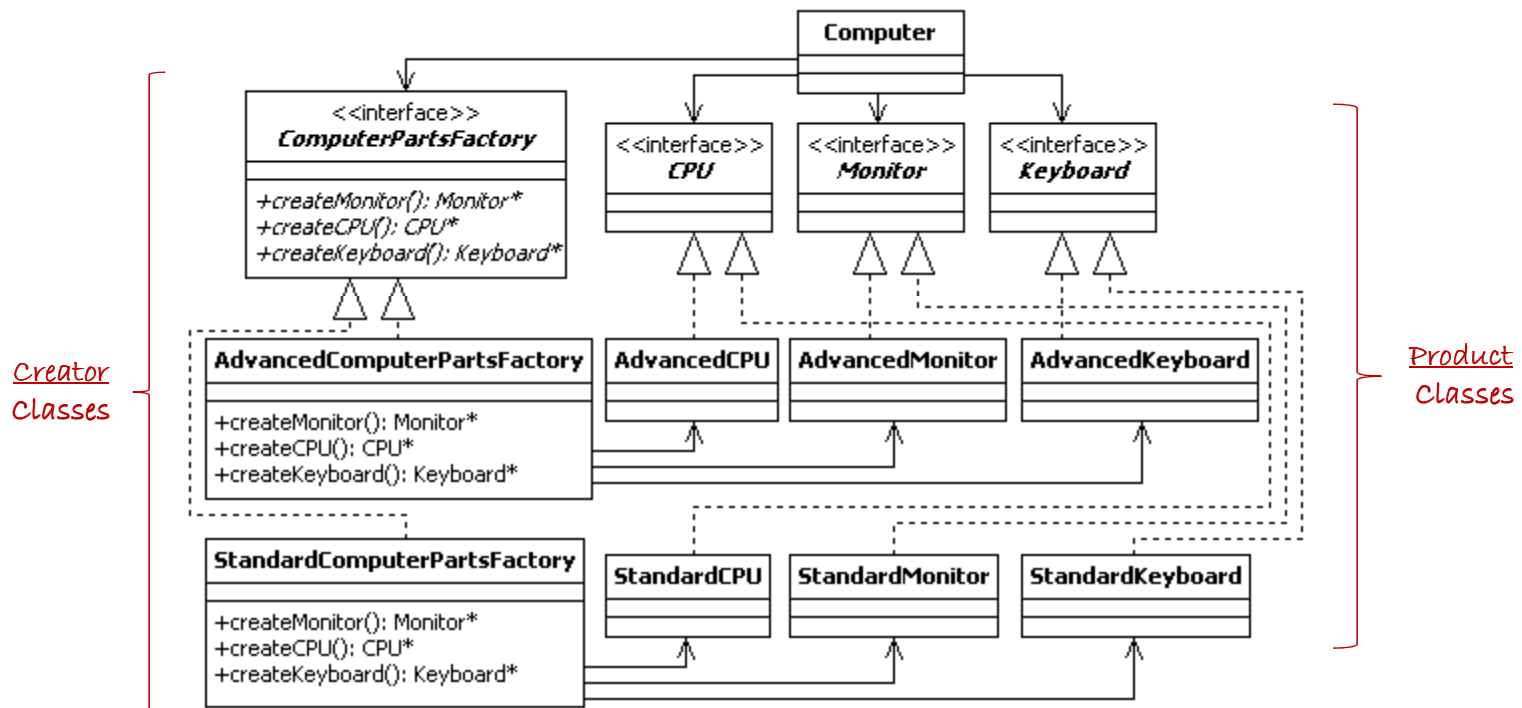 Computer
<<interface>>
ComputerPartsFactory
+createMonitor(): Monitor*
+createCPU(): CPU*
+createKeyboard(): Keyboard*
<<interface>>
CPU
<<interface>>
Monitor
<<interface>>
Keyboard
Creator
Classes
Product
Classes
AdvancedComputerPartsFactory
+createMonitor(): Monitor*
+createCPU(): CPU*
+createKeyboard(): Keyboard*
AdvancedCPU
AdvancedMonitor
AdvancedKeyboard
StandardComputerPartsFactory
+createMonitor(): Monitor*
+createCPU(): CPU*
+createKeyboard(): Keyboard*
StandardCPU
StandardMonitor
StandardKeyboard